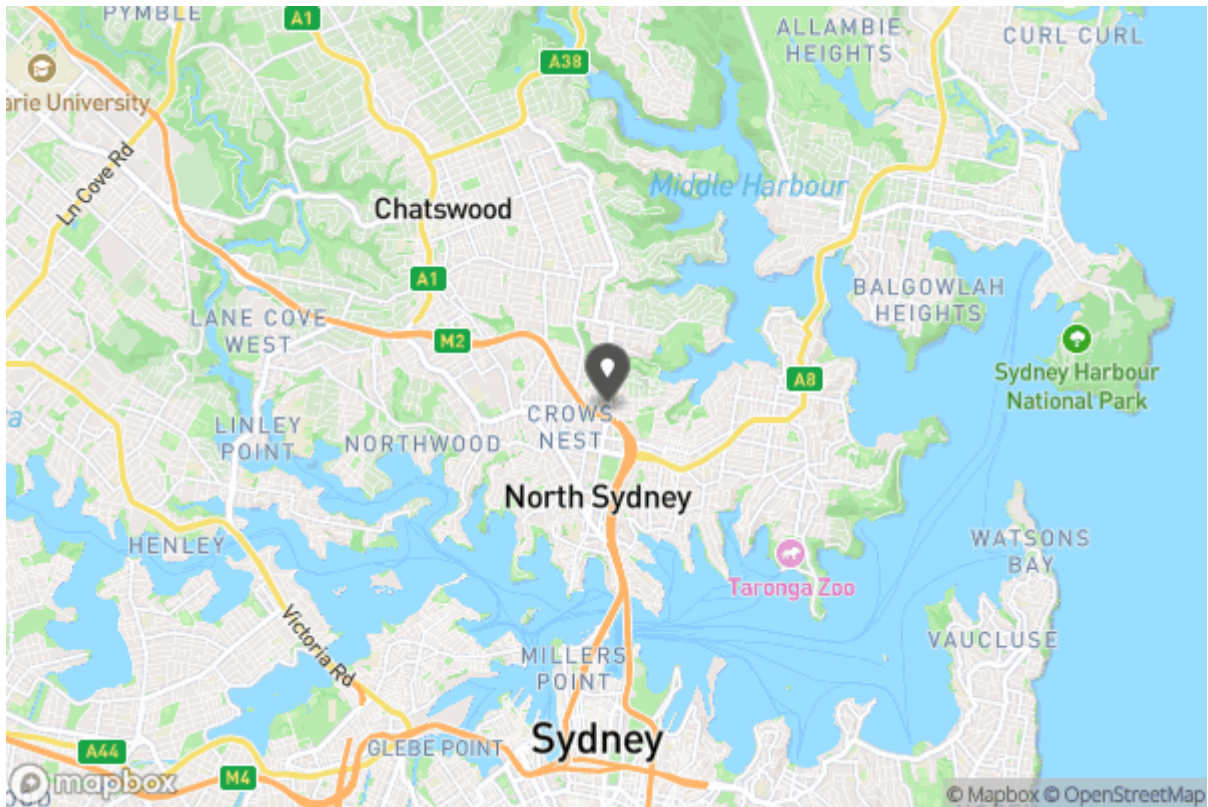 PYMBLE
A1
ALLAMBIE
HEIGHTS
CURL CURL
A38
arie University
Ln Cove Rd
Middle Harbour
Chatswood
A1
BALGOWLAH
HEIGHTS
LANE COVE
WEST
M2
Sydney Harbour
National Park
A8
CROWS
NEST
LINLEY
POINT
NORTHWOOD
North Sydney
HENLEY
WATSONS
BAY
Taronga Zoo
Victoria Rd
VAUCLUSE
MILLERS
POINT
Sydney
GLEBE POINT
A44
M4
mapbox
© Mapbox © OpenStreetMap